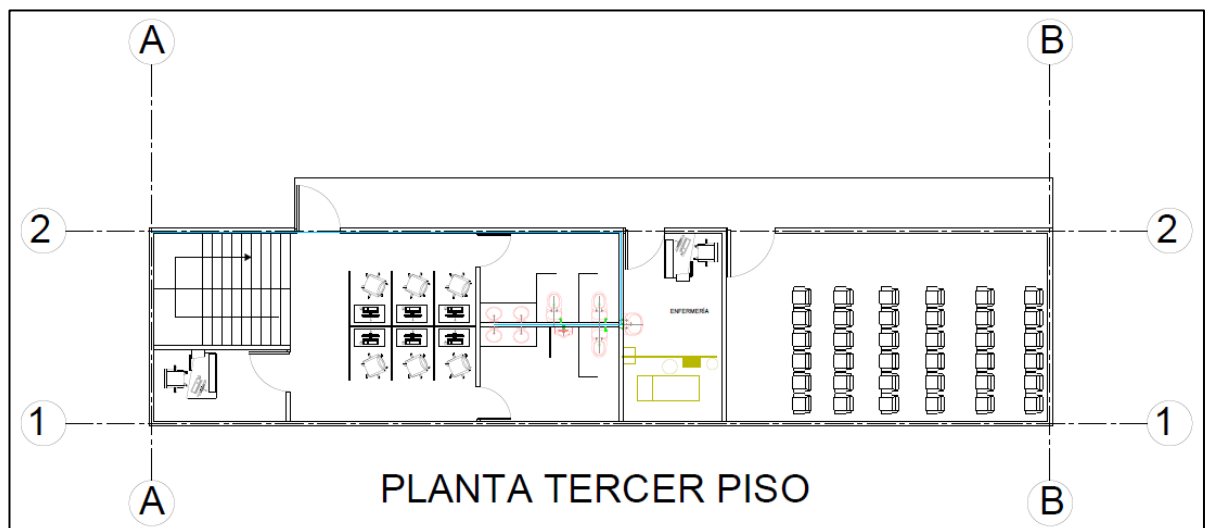 A B
2 2
ENFERMERÍA
1 1
PLANTA TERCER PISO
A B